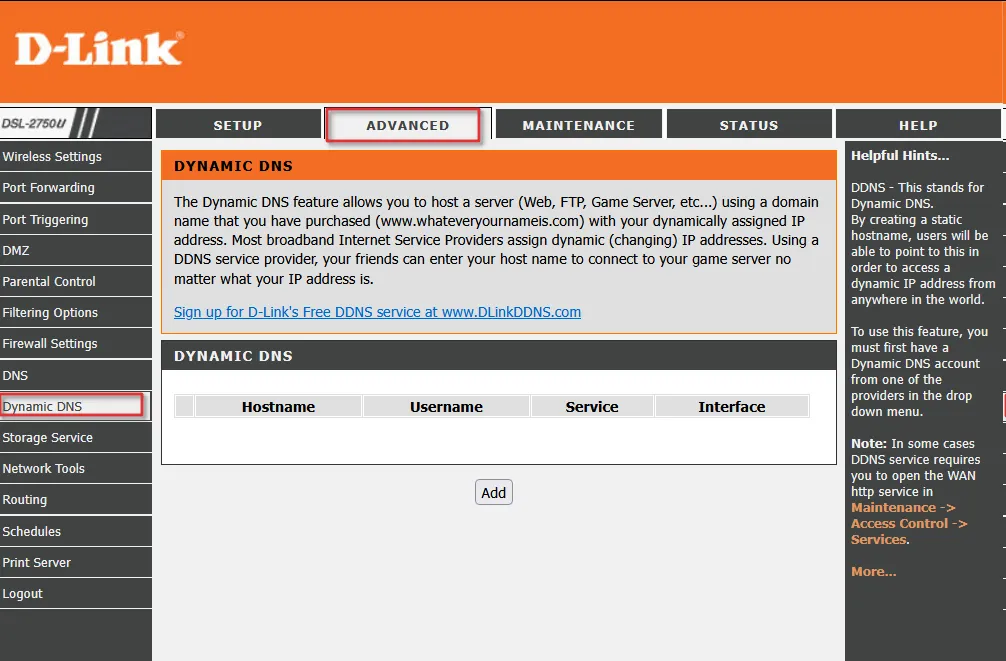 D-Link®
DSL-2750U
SETUP
ADVANCED
MAINTENANCE
STATUS
HELP
Wireless Settings
Port Forwarding
Port Triggering
DMZ
Parental Control
Filtering Options
Firewall Settings
DNS
Dynamic DNS
Storage Service
Network Tools
Routing
Schedules
Print Server
Logout
DYNAMIC DNS
The Dynamic DNS feature allows you to host a server (Web, FTP, Game Server, etc...) using a domain
name that you have purchased (www.whateveryournameis.com) with your dynamically assigned IP
address. Most broadband Internet Service Providers assign dynamic (changing) IP addresses. Using a
DDNS service provider, your friends can enter your host name to connect to your game server no
matter what your IP address is.
Sign up for D-Link's Free DDNS service at www.DLinkDDNS.com
DYNAMIC DNS
Hostname Username Service Interface
Add
Helpful Hints...
DDNS - This stands for
Dynamic DNS.
By creating a static
hostname, users will be
able to point to this in
order to access a
dynamic IP address from
anywhere in the world.
To use this feature, you
must first have a
Dynamic DNS account
from one of the
providers in the drop
down menu.
Note: In some cases
DDNS service requires
you to open the WAN
http service in
Maintenance ->
Access Control ->
Services.
More...